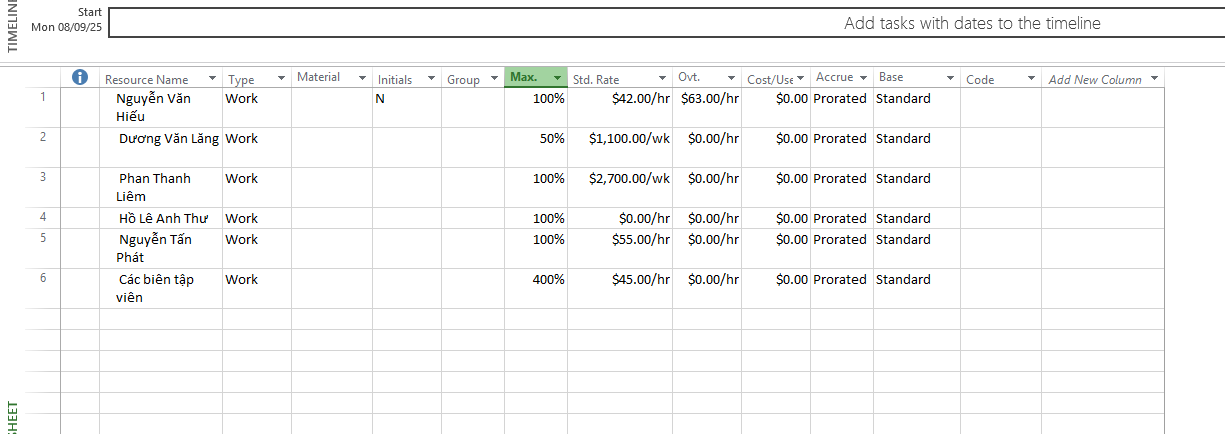 TIMELINE
Start
Mon 08/09/25
Add tasks with dates to the timeline
Resource Name Type Material Initials Group Max. Std. Rate Ovt. Cost/Use Accrue Base Code Add New Column
1 Nguyễn Văn Work N 100% $42.00/hr $63.00/hr $0.00 Prorated Standard
Hiếu
2 Dương Văn Lăng Work 50% $1,100.00/wk $0.00/hr $0.00 Prorated Standard
3 Phan Thanh Work 100% $2,700.00/wk $0.00/hr $0.00 Prorated Standard
Liêm
4 Hồ Lê Anh Thư Work 100% $0.00/hr $0.00/hr $0.00 Prorated Standard
5 Nguyễn Tấn Work 100% $55.00/hr $0.00/hr $0.00 Prorated Standard
Phát
6 Các biên tập Work 400% $45.00/hr $0.00/hr $0.00 Prorated Standard
viên
SHEET